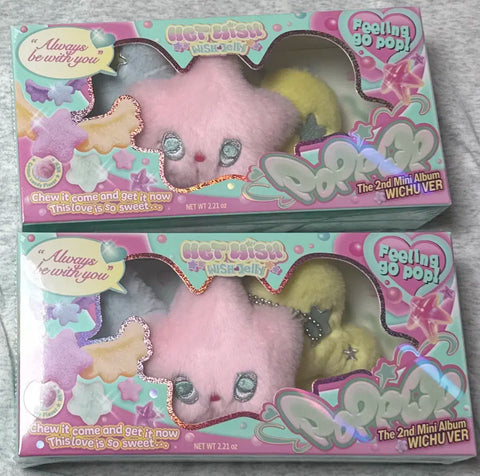 "Always
be with you"
NCT WISH
WISH Jelly
Feeling
go pop!
POPPOP
The 2nd Mini Album
WICHU VER
Chew it come and get it now
This love is so sweet...
NET WT 2.21 oz
"Always
be with you"
NCT WISH
WISH Jelly
Feeling
go pop!
POPPOP
The 2nd Mini Album
WICHU VER
Chew it come and get it now
This love is so sweet...
NET WT 2.21 oz